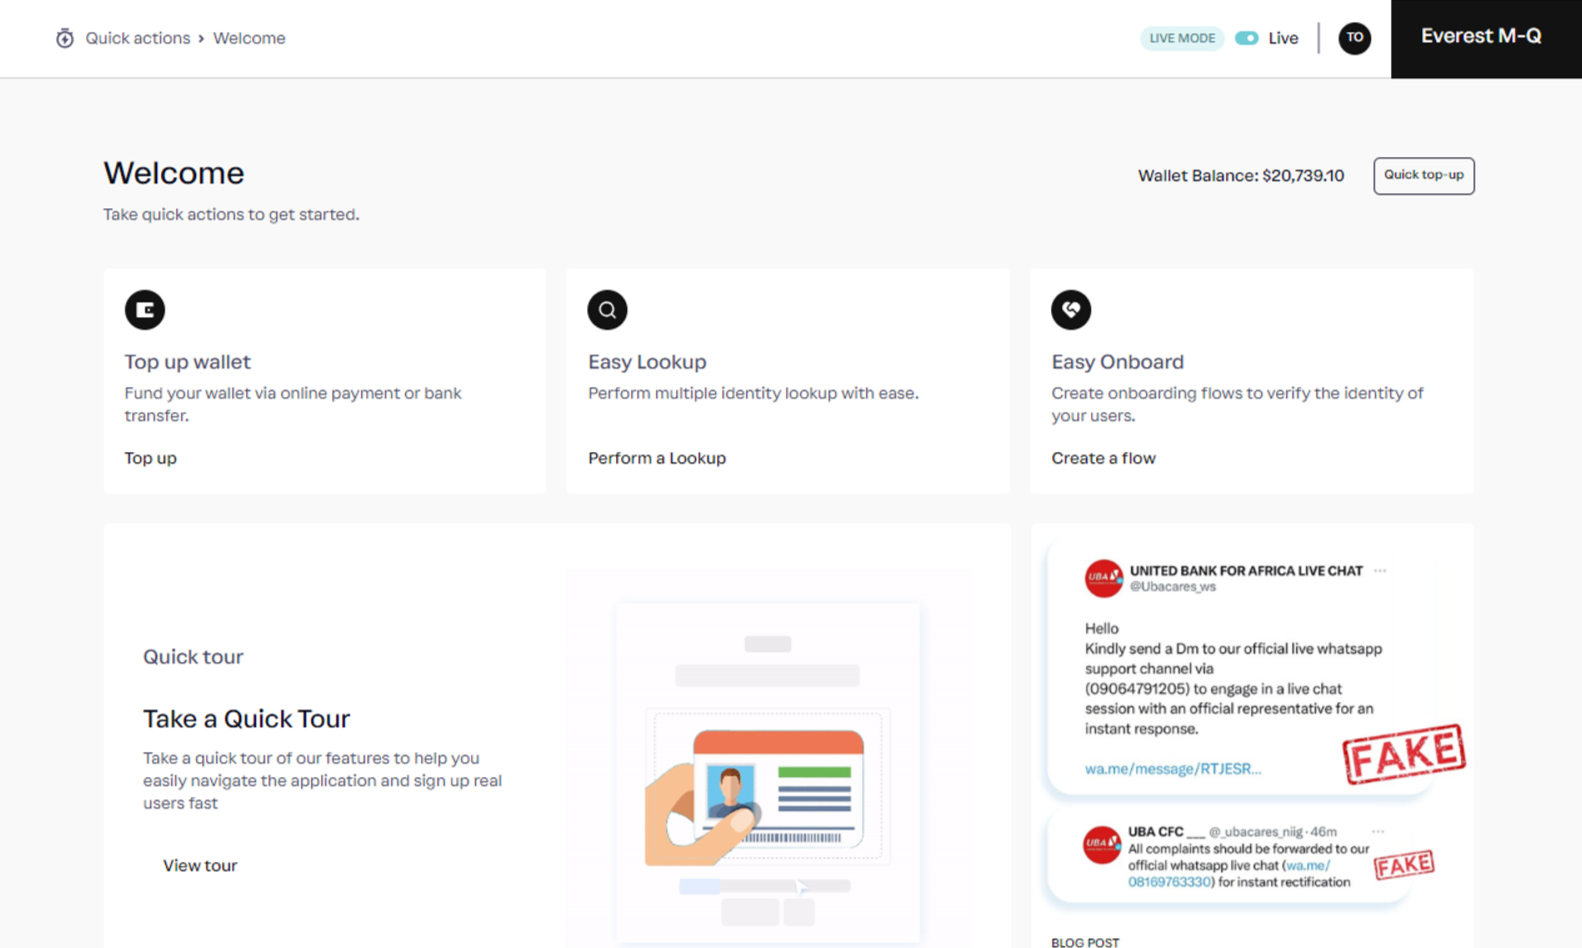 Quick actions › Welcome
LIVE MODE
Live
TO
Everest M-Q
Welcome
Wallet Balance: $20,739.10
Quick top-up
Take quick actions to get started.
Top up wallet
Fund your wallet via online payment or bank
transfer.
Top up
Easy Lookup
Perform multiple identity lookup with ease.
Perform a Lookup
Easy Onboard
Create onboarding flows to verify the identity of
your users.
Create a flow
Quick tour
Take a Quick Tour
Take a quick tour of our features to help you
easily navigate the application and sign up real
users fast
View tour
UBA
UNITED BANK FOR AFRICA LIVE CHAT ...
@Ubacares_ws
Hello
Kindly send a Dm to our official live whatsapp
support channel via
(09064791205) to engage in a live chat
session with an official representative for an
instant response.
wa.me/message/RTJESR...
FAKE
UBA
UBA CFC ___ @_ubacares_niig · 46m ...
All complaints should be forwarded to our
official whatsapp live chat (wa.me/
08169763330) for instant rectification
FAKE
BLOG POST